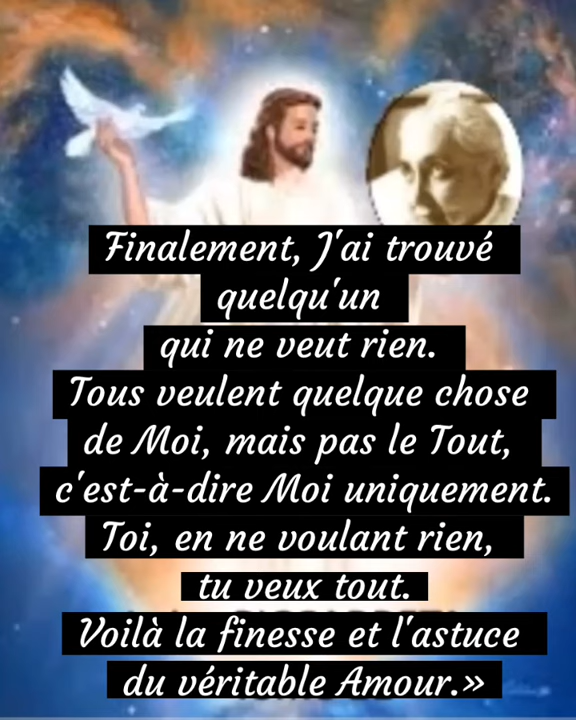 Finalement, J'ai trouvé
quelqu'un
qui ne veut rien.
Tous veulent quelque chose
de Moi, mais pas le Tout,
c'est-à-dire Moi uniquement.
Toi, en ne voulant rien,
tu veux tout.
Voilà la finesse et l'astuce
du véritable Amour.»